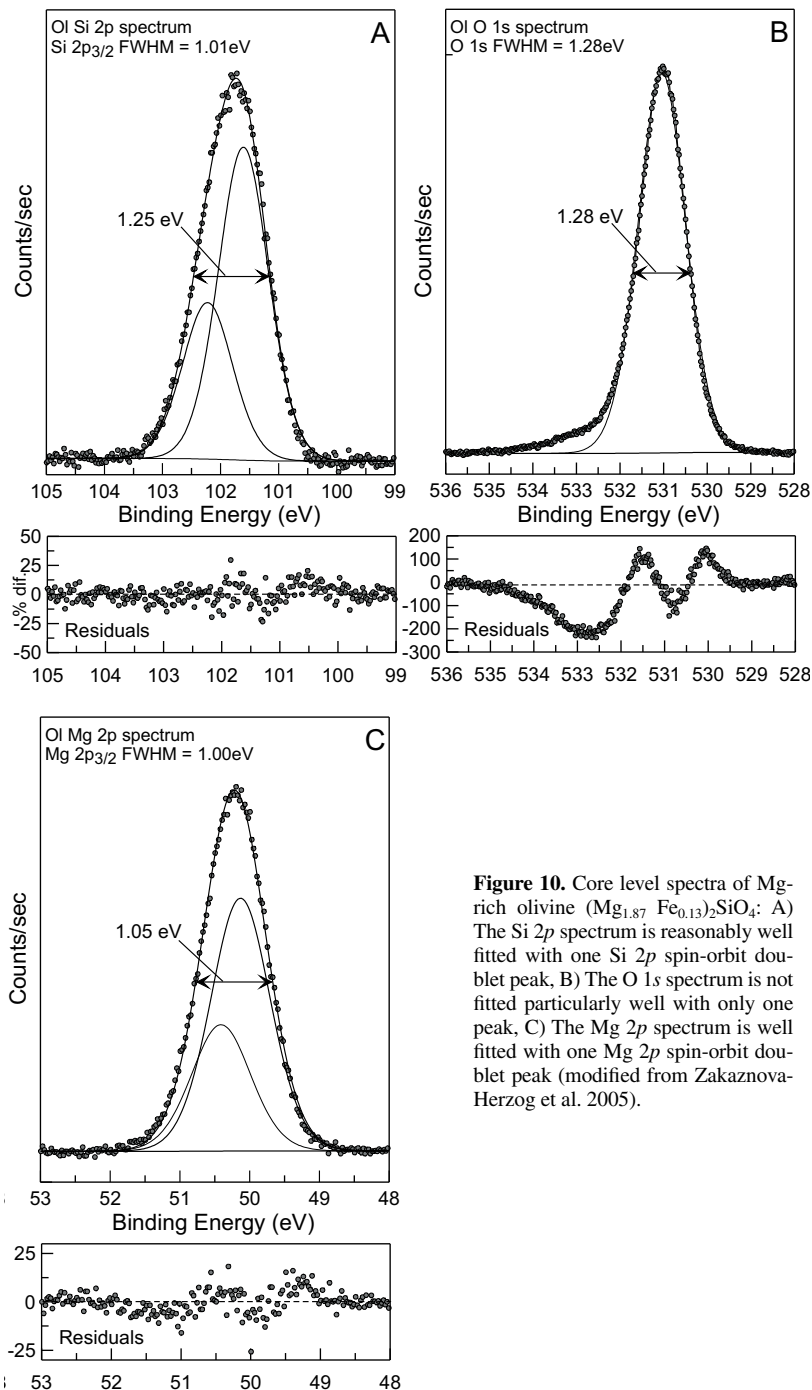 Ol Si 2p spectrum
Si 2p3/2 FWHM = 1.01eV
A
1.25 eV
Counts/sec
105 104 103 102 101 100 99
Binding Energy (eV)
50
25
0
-25
-50
-% dif.
Residuals
105 104 103 102 101 100 99
Ol O 1s spectrum
O 1s FWHM = 1.28eV
B
1.28 eV
Counts/sec
536 535 534 533 532 531 530 529 528
Binding Energy (eV)
200
100
0
-100
-200
-300
Residuals
536 535 534 533 532 531 530 529 528
Ol Mg 2p spectrum
Mg 2p3/2 FWHM = 1.00eV
C
1.05 eV
Counts/sec
53 52 51 50 49 48
Binding Energy (eV)
25
0
-25
Residuals
53 52 51 50 49 48
Figure 10. Core level spectra of Mg-
rich olivine (Mg1.87 Fe0.13)2SiO4: A)
The Si 2p spectrum is reasonably well
fitted with one Si 2p spin-orbit dou-
blet peak, B) The O 1s spectrum is not
fitted particularly well with only one
peak, C) The Mg 2p spectrum is well
fitted with one Mg 2p spin-orbit dou-
blet peak (modified from Zakaznova-
Herzog et al. 2005).